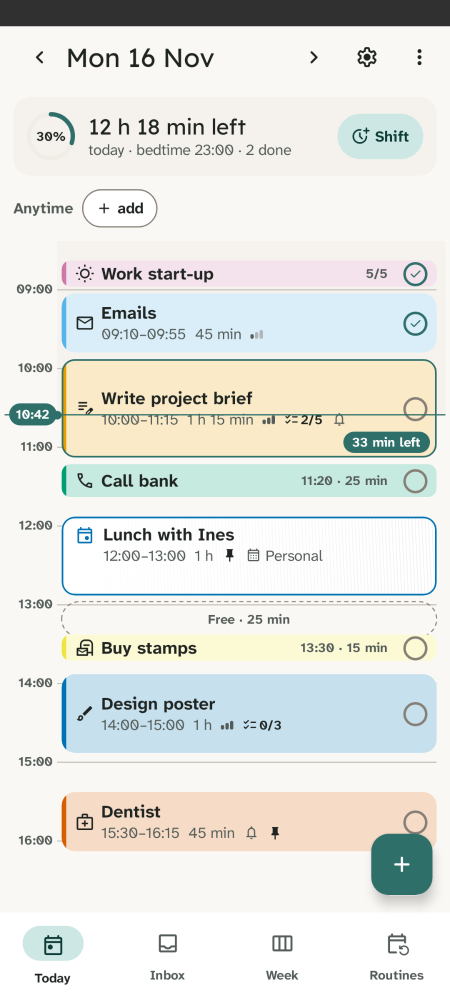 Mon 16 Nov
30%
12 h 18 min left
today · bedtime 23:00 · 2 done
Shift
Anytime
+ add
Work start-up 5/5
09:00
Emails
09:10–09:55 45 min
10:00
Write project brief
10:00–11:15 1 h 15 min 2/5
10:42
33 min left
11:00
Call bank 11:20 · 25 min
12:00
Lunch with Ines
12:00–13:00 1 h Personal
13:00
Free · 25 min
Buy stamps 13:30 · 15 min
14:00
Design poster
14:00–15:00 1 h 0/3
15:00
Dentist
15:30–16:15 45 min
16:00
+
Today Inbox Week Routines